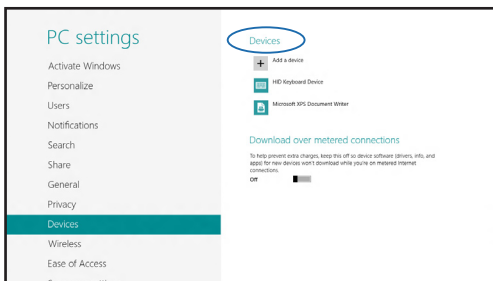 PC settings
Activate Windows
Personalize
Users
Notifications
Search
Share
General
Privacy
Devices
Wireless
Ease of Access
Devices
Add a device
HID Keyboard Device
Microsoft XPS Document Writer
Download over metered connections
To help prevent extra charges, keep this off so device software (drivers, info, and
apps) for new devices won't download while you're on metered Internet
connections.
Off